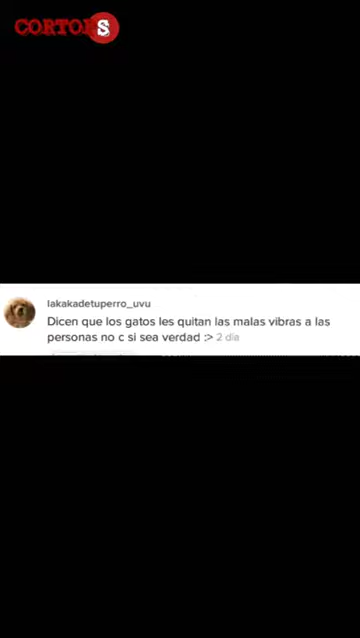 CORTOS
lakakadetuperro_uvu
Dicen que los gatos les quitan las malas vibras a las
personas no c si sea verdad :> 2 día